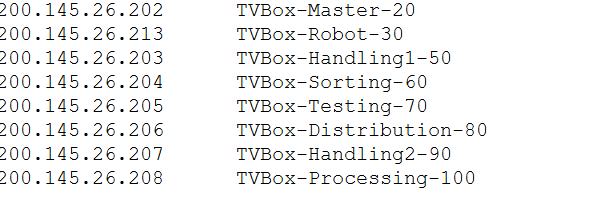 200.145.26.202 TVBox-Master-20
200.145.26.213 TVBox-Robot-30
200.145.26.203 TVBox-Handling1-50
200.145.26.204 TVBox-Sorting-60
200.145.26.205 TVBox-Testing-70
200.145.26.206 TVBox-Distribution-80
200.145.26.207 TVBox-Handling2-90
200.145.26.208 TVBox-Processing-100